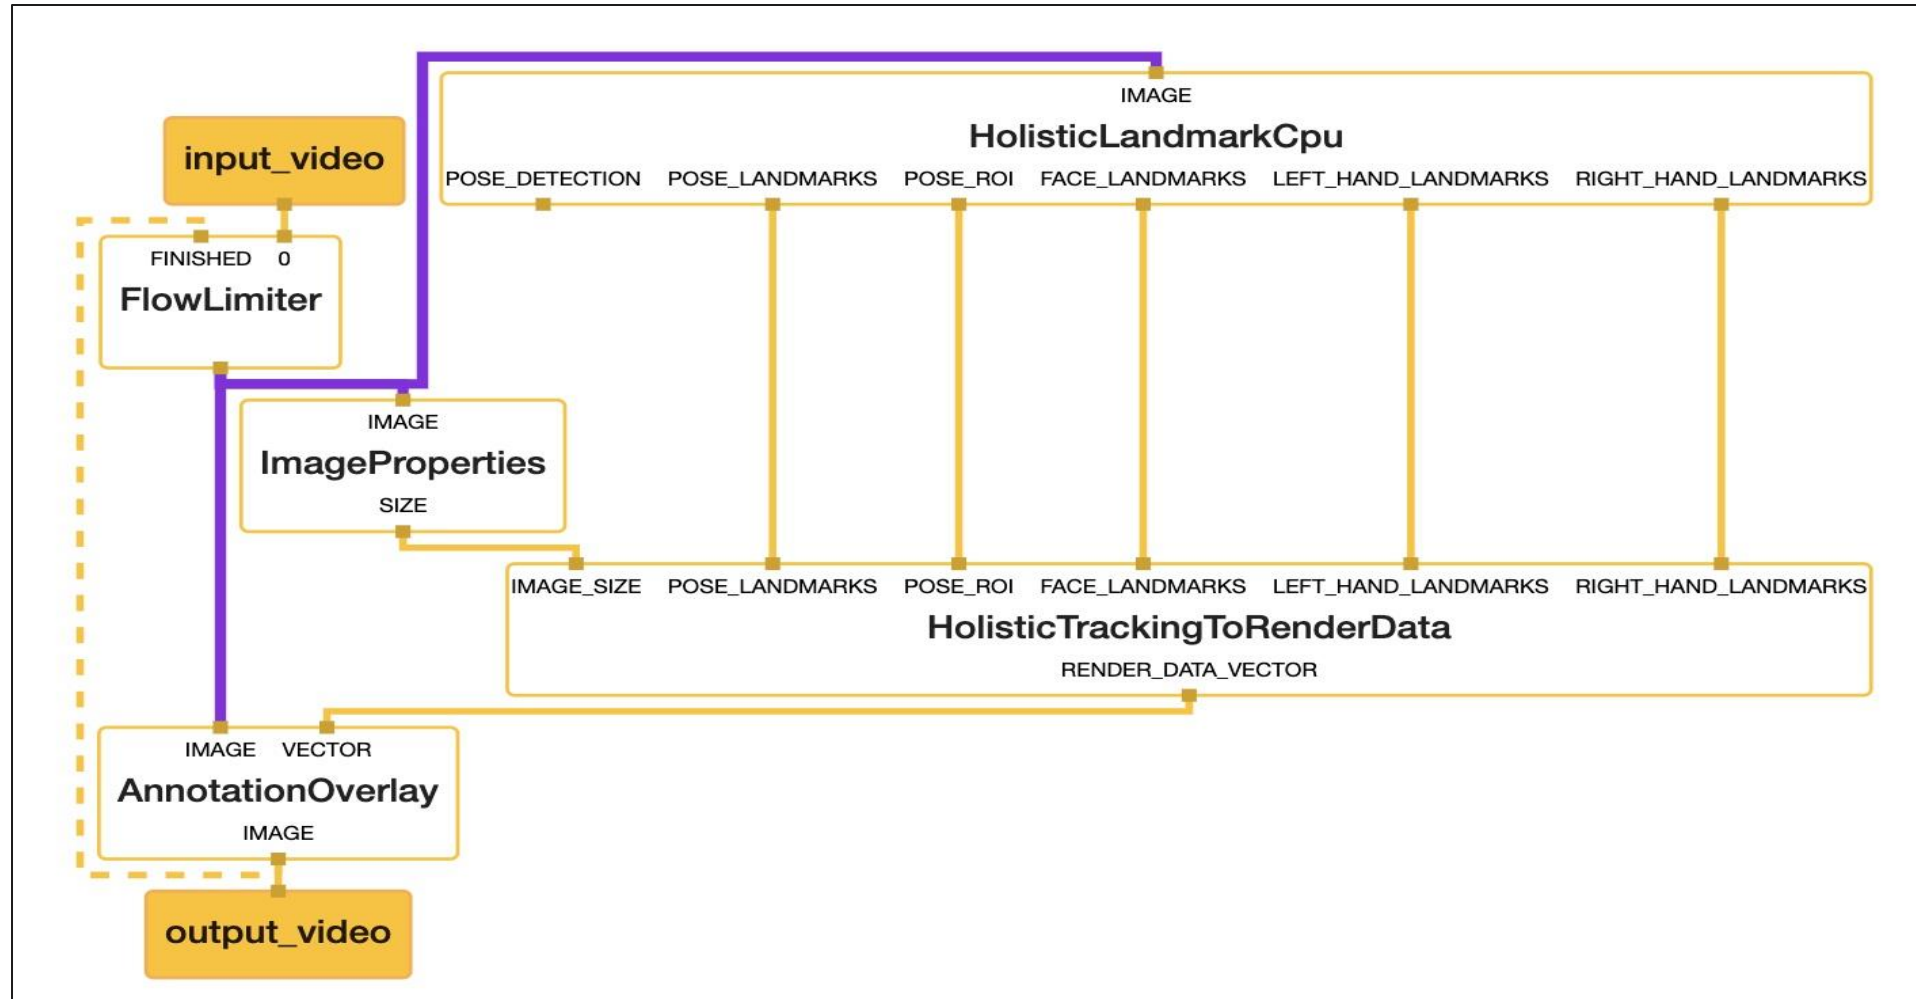 IMAGE
HolisticLandmarkCpu
POSE_DETECTION POSE_LANDMARKS POSE_ROI FACE_LANDMARKS LEFT_HAND_LANDMARKS RIGHT_HAND_LANDMARKS
input_video
FINISHED 0
FlowLimiter
IMAGE
ImageProperties
SIZE
IMAGE_SIZE POSE_LANDMARKS POSE_ROI FACE_LANDMARKS LEFT_HAND_LANDMARKS RIGHT_HAND_LANDMARKS
HolisticTrackingToRenderData
RENDER_DATA_VECTOR
IMAGE VECTOR
AnnotationOverlay
IMAGE
output_video